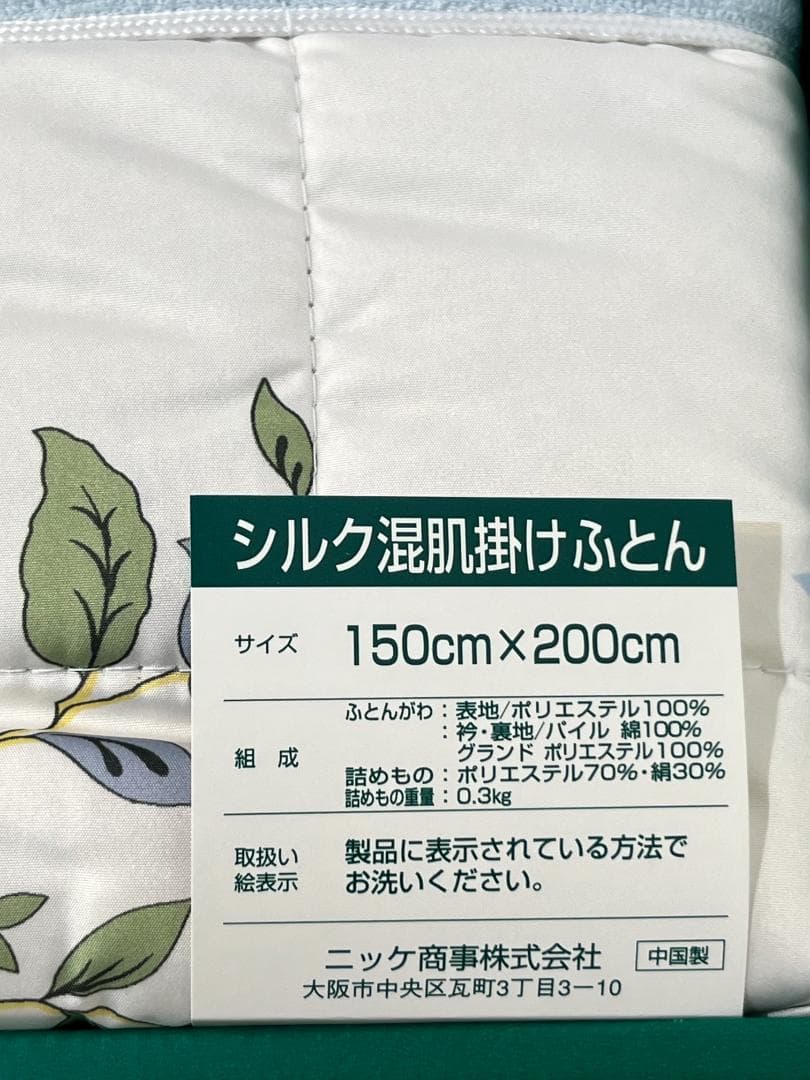 シルク混肌掛けふとん
サイズ 150cm×200cm
組成 ふとんがわ：表地/ポリエステル100%
：衿・裏地/パイル 綿100%
グランド ポリエステル100%
詰めもの：ポリエステル70%・絹30%
詰めもの重量：0.3kg
取扱い絵表示 製品に表示されている方法で
お洗いください。
ニッケ商事株式会社 中国製
大阪市中央区瓦町3丁目3－10